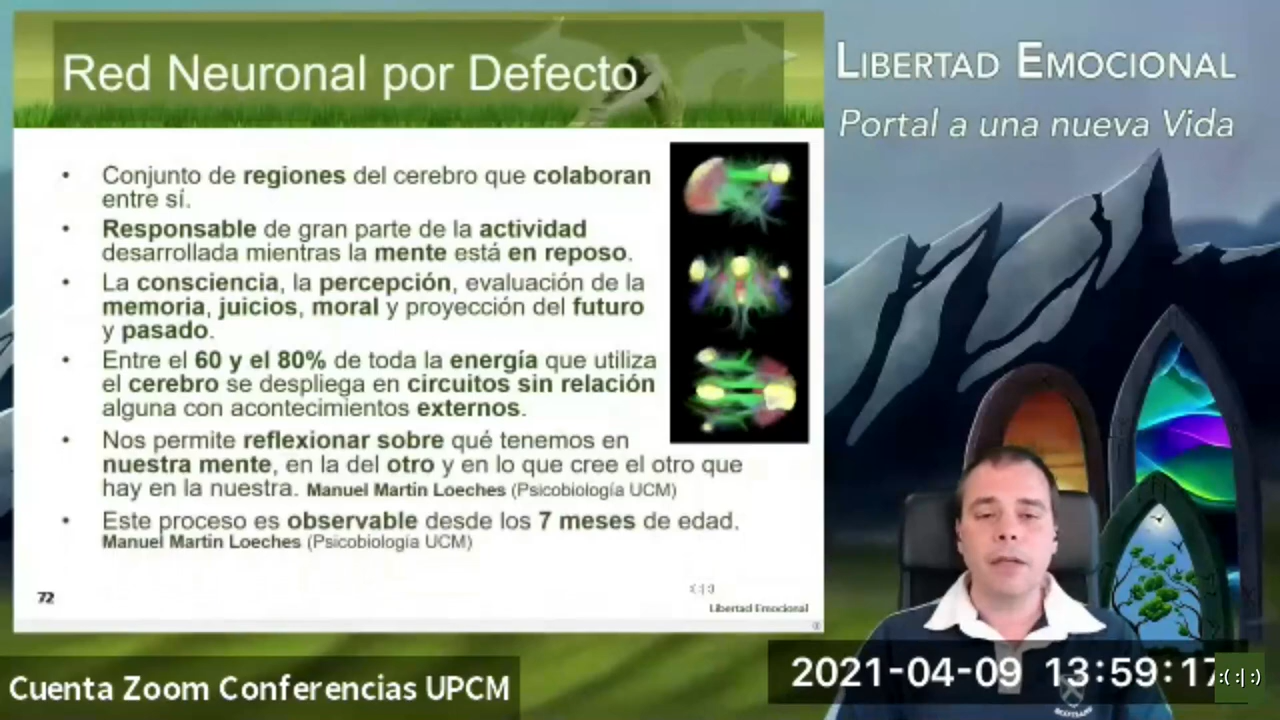 Red Neuronal por Defecto
• Conjunto de regiones del cerebro que colaboran
entre sí.
• Responsable de gran parte de la actividad
desarrollada mientras la mente está en reposo.
• La consciencia, la percepción, evaluación de la
memoria, juicios, moral y proyección del futuro
y pasado.
• Entre el 60 y el 80% de toda la energía que utiliza
el cerebro se despliega en circuitos sin relación
alguna con acontecimientos externos.
• Nos permite reflexionar sobre qué tenemos en
nuestra mente, en la del otro y en lo que cree el otro que
hay en la nuestra. Manuel Martin Loeches (Psicobiología UCM)
• Este proceso es observable desde los 7 meses de edad.
Manuel Martin Loeches (Psicobiología UCM)
72
Libertad Emocional
LIBERTAD EMOCIONAL
Portal a una nueva Vida
Cuenta Zoom Conferencias UPCM
2021-04-09 13:59:17
:(:|:)